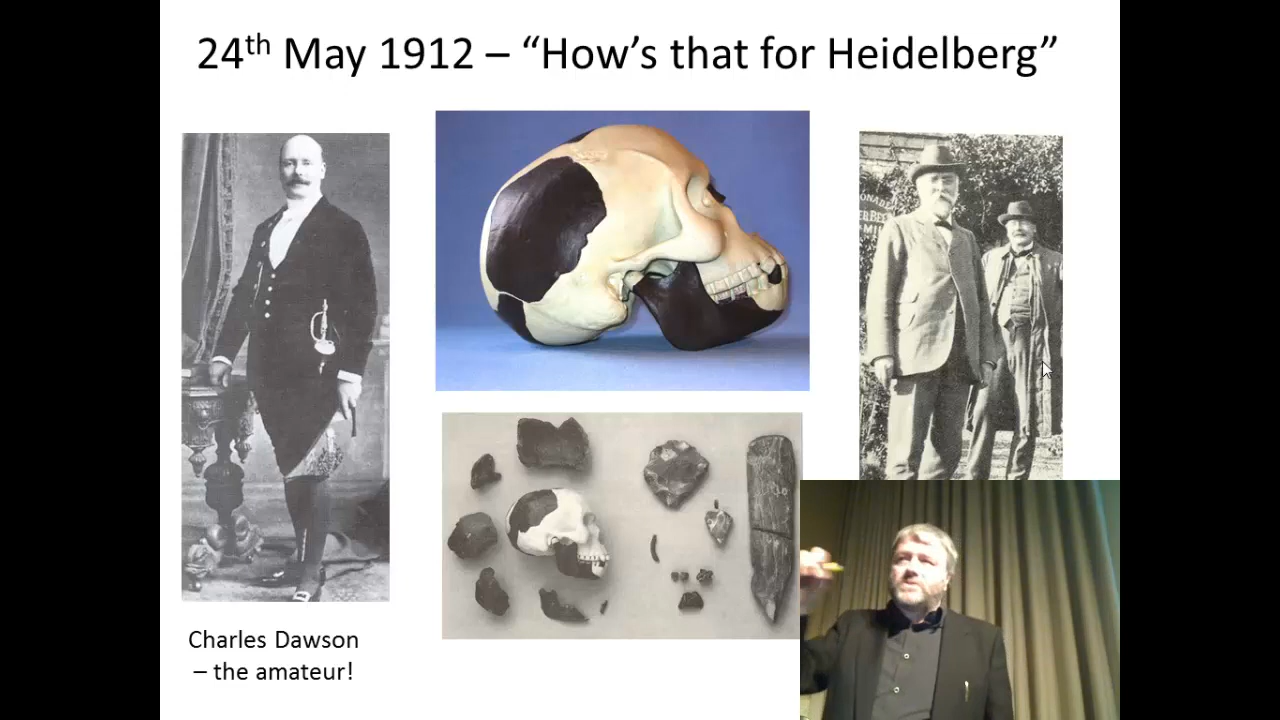 24th May 1912 – “How’s that for Heidelberg”
Charles Dawson
– the amateur!